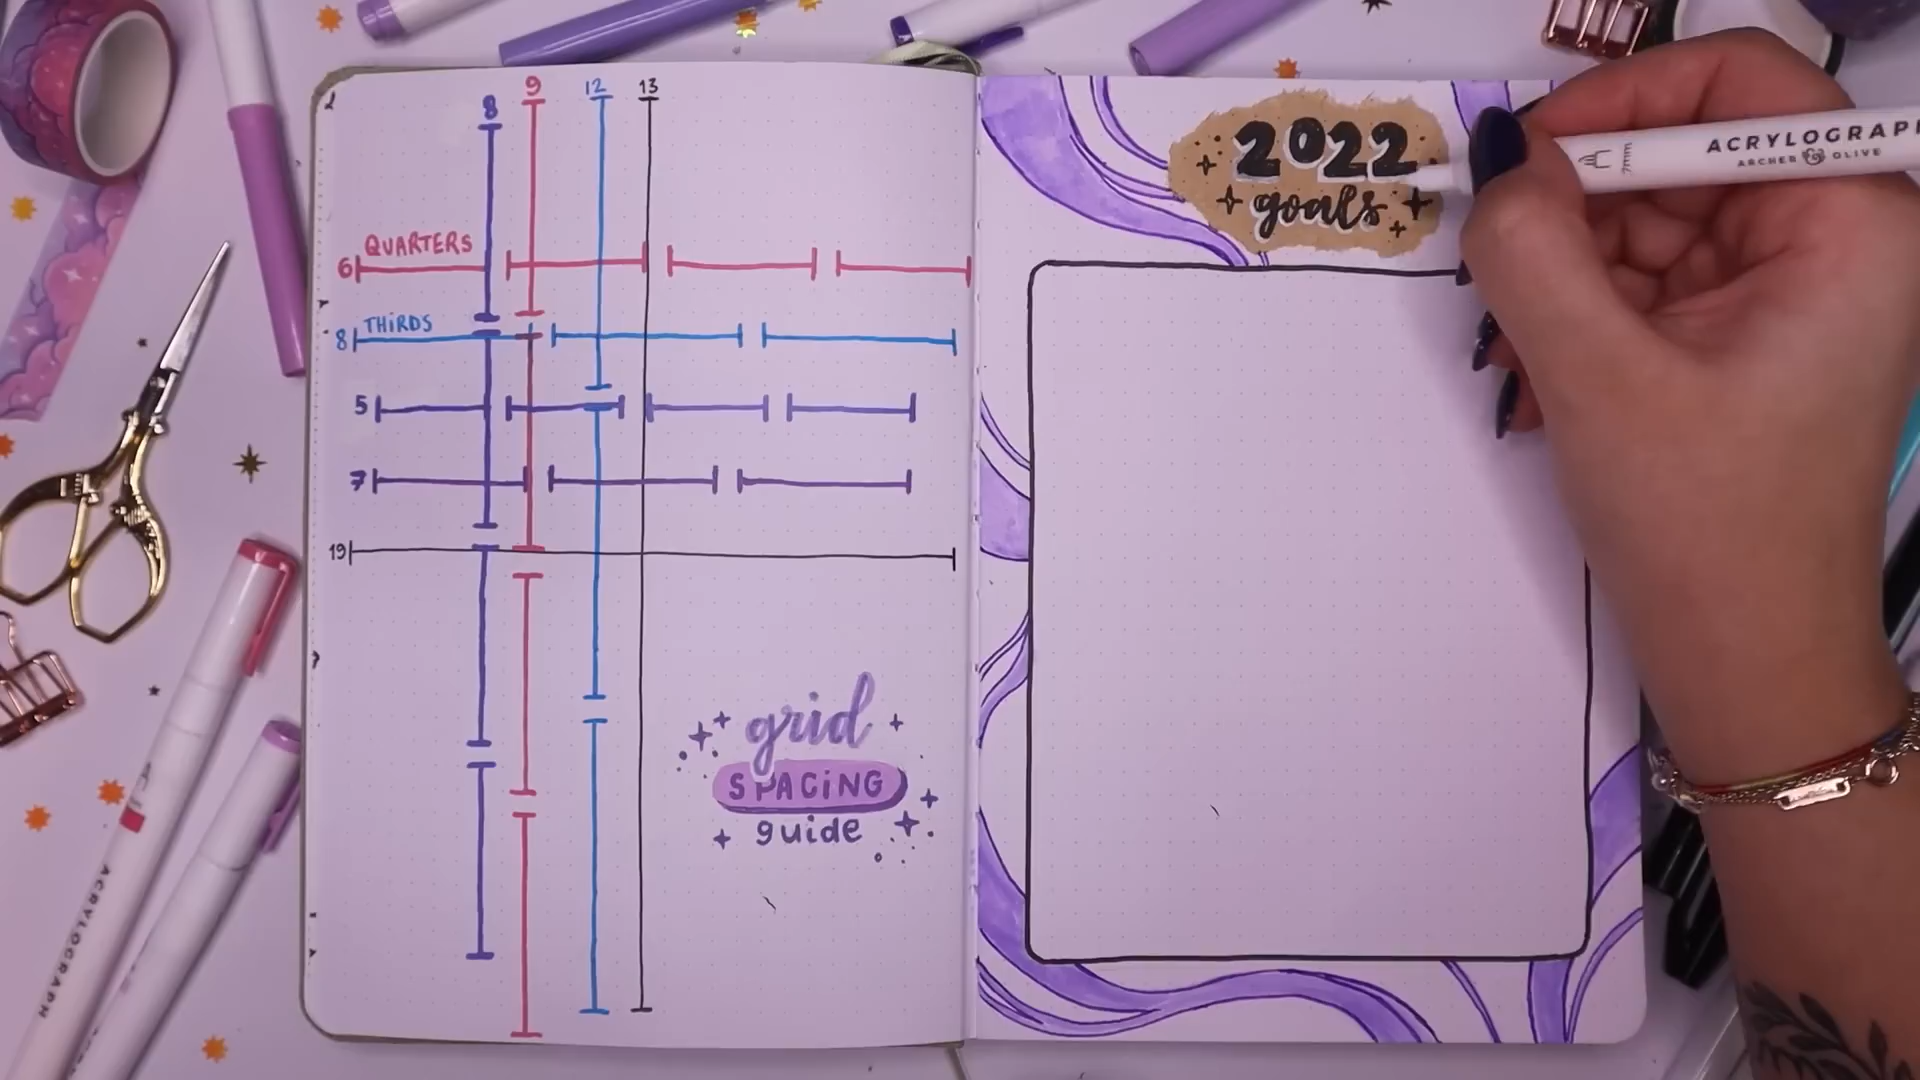 8
9
12
13
6 QUARTERS
8 THiRDS
5
7
19
grid
SPACiNG
guide
2022
goals
ACRYLOGRAPH
ARCHER OLIVE
ACRYLOGRAPH